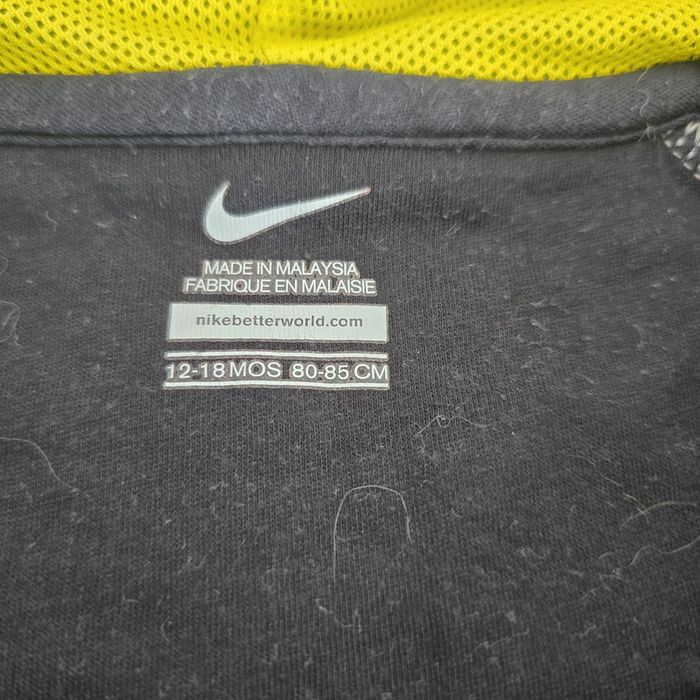 MADE IN MALAYSIA
FABRIQUE EN MALAISIE
nikebetterworld.com
12-18 MOS 80-85 CM